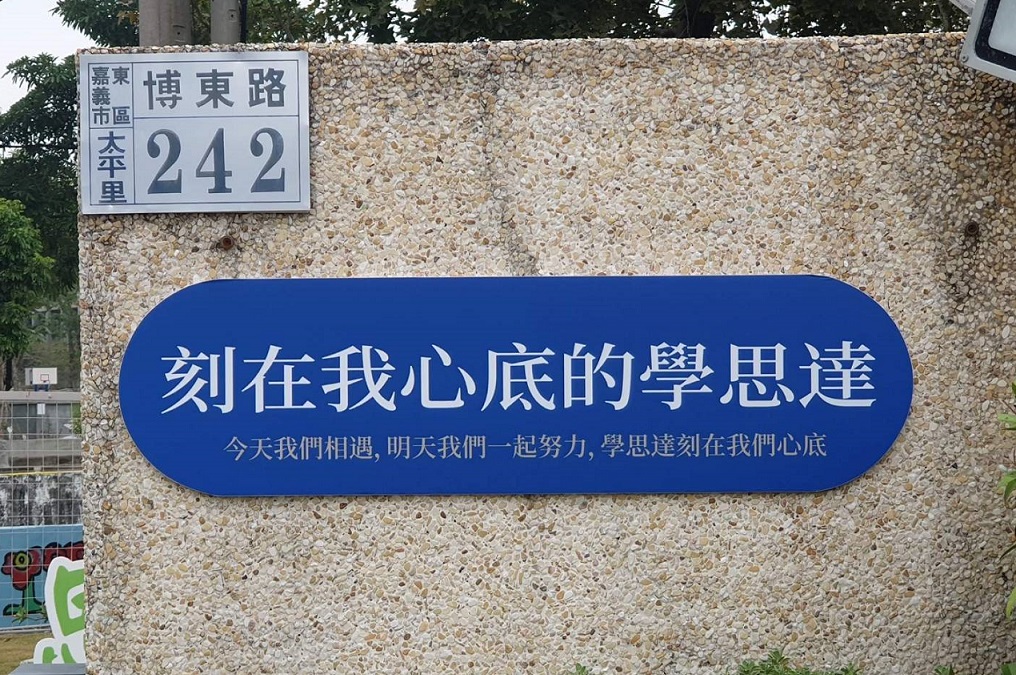 嘉義市東區
太平里
博東路
242
刻在我心底的學思達
今天我們相遇, 明天我們一起努力, 學思達刻在我們心底